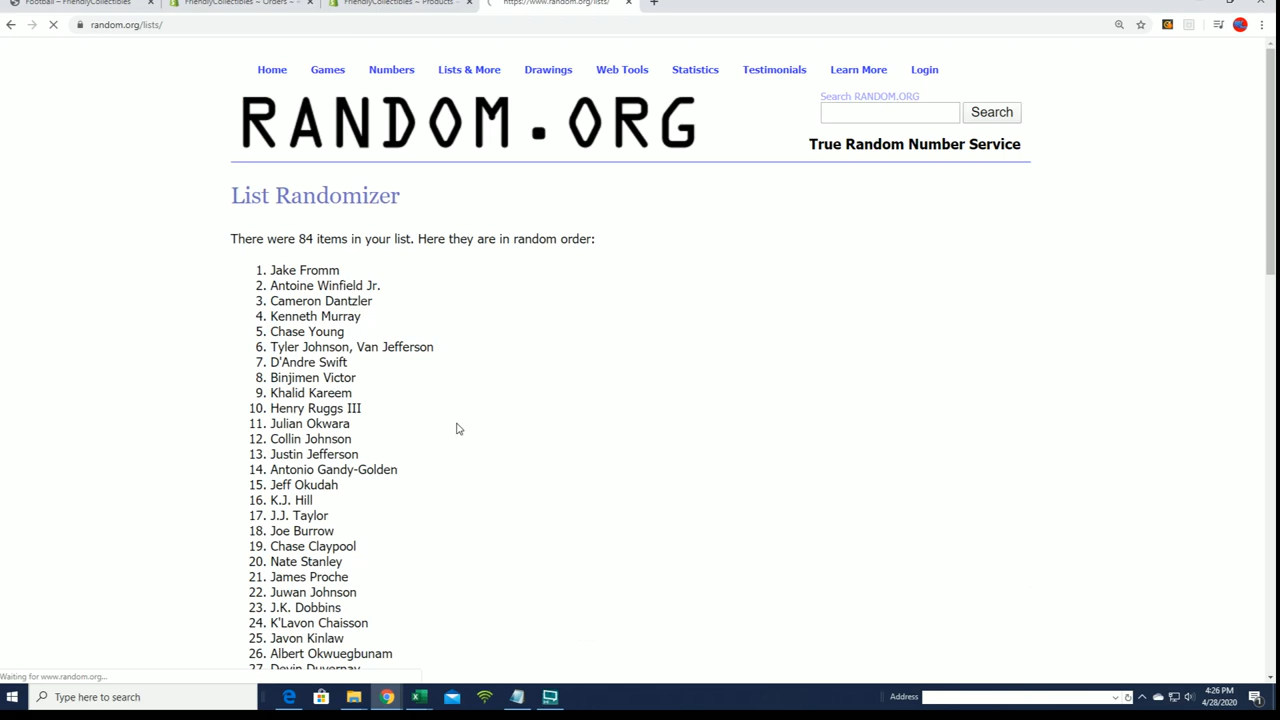 Football – FriendlyCollectibles
FriendlyCollectibles ~ Orders ~
FriendlyCollectibles ~ Products ~
https://www.random.org/lists/
random.org/lists/
Home Games Numbers Lists & More Drawings Web Tools Statistics Testimonials Learn More Login
RANDOM.ORG
Search RANDOM.ORG
Search
True Random Number Service
List Randomizer
There were 84 items in your list. Here they are in random order:
1. Jake Fromm
2. Antoine Winfield Jr.
3. Cameron Dantzler
4. Kenneth Murray
5. Chase Young
6. Tyler Johnson, Van Jefferson
7. D'Andre Swift
8. Binjimen Victor
9. Khalid Kareem
10. Henry Ruggs III
11. Julian Okwara
12. Collin Johnson
13. Justin Jefferson
14. Antonio Gandy-Golden
15. Jeff Okudah
16. K.J. Hill
17. J.J. Taylor
18. Joe Burrow
19. Chase Claypool
20. Nate Stanley
21. James Proche
22. Juwan Johnson
23. J.K. Dobbins
24. K'Lavon Chaisson
25. Javon Kinlaw
26. Albert Okwuegbunam
27. Devin Duvernay
Waiting for www.random.org...
Type here to search
Address
4:26 PM
4/28/2020